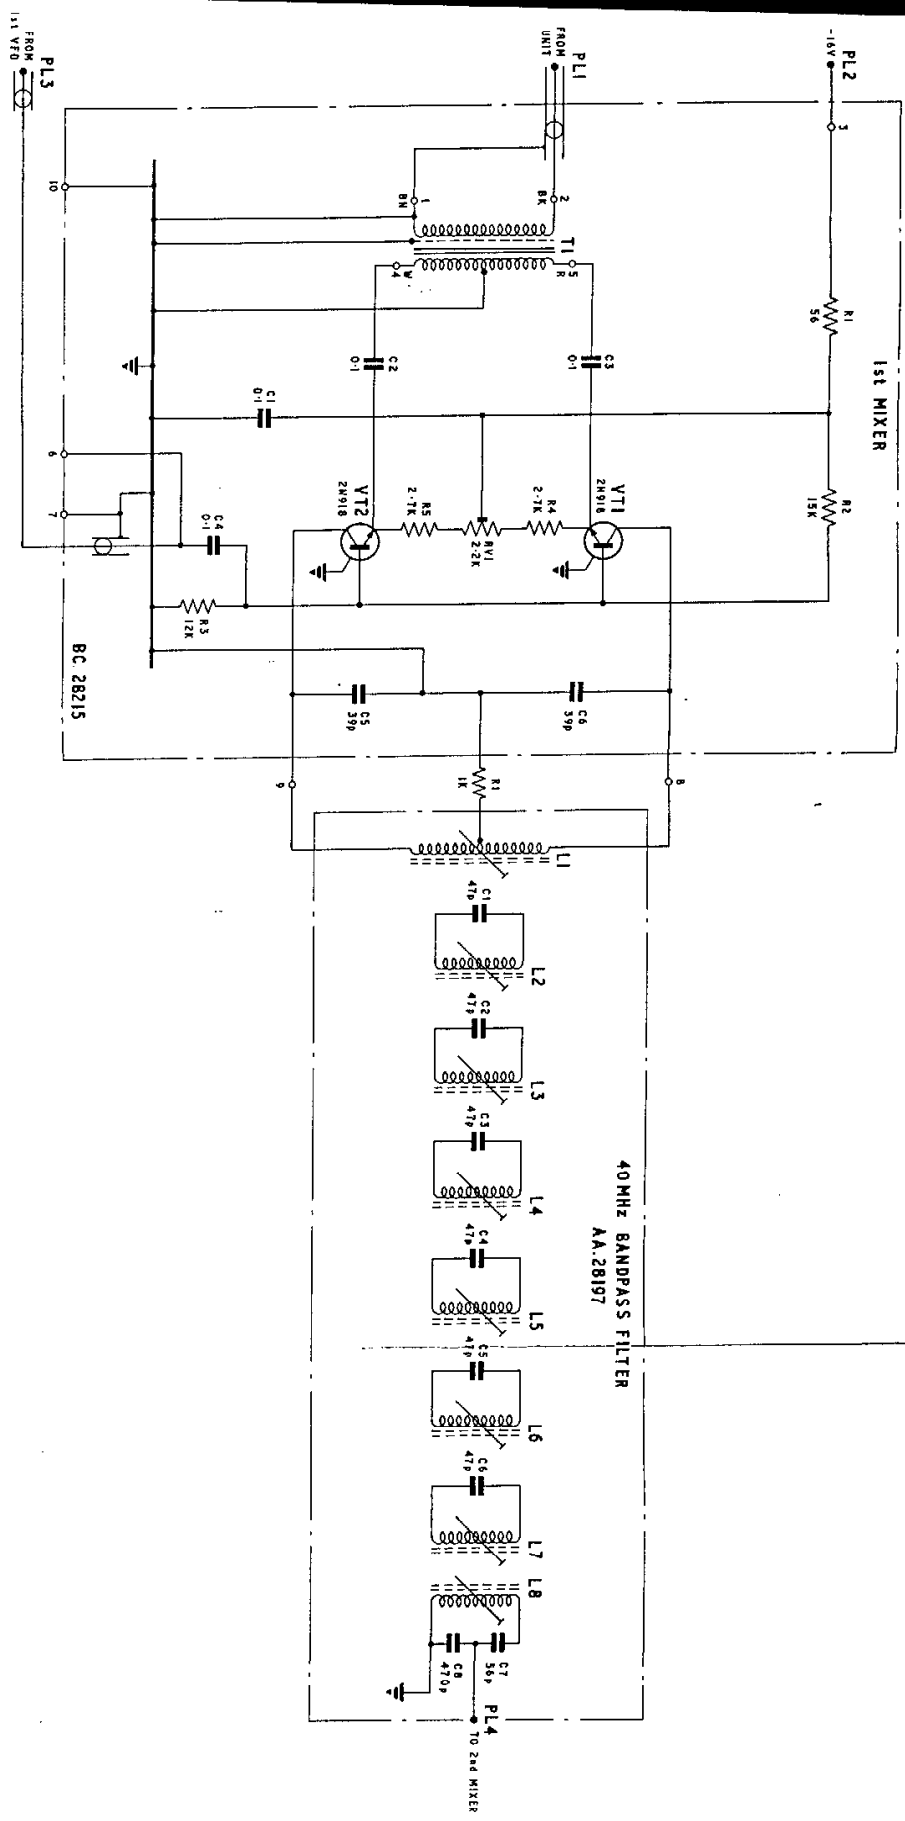 PL2
-16V
3
R1
56
1st MIXER
R2
15K
PL1
FROM
UNIT
2
BK
1
BN
T1
5
R
4
W
C3
0·1
C2
0·1
C1
0·1
VT1
2N918
R4
2·7K
RV1
2·2K
R5
2·7K
VT2
2N918
PL3
FROM
1st VFO
10
6
7
C4
0·1
R3
12K
BC. 28215
C6
39p
C5
39p
8
R1
1K
9
40MHz BANDPASS FILTER
AA.28197
L1
C1
47p
L2
C2
47p
L3
C3
47p
L4
C4
47p
L5
C5
47p
L6
C6
47p
L7
L8
C7
56p
C8
470p
PL4
TO 2nd MIXER